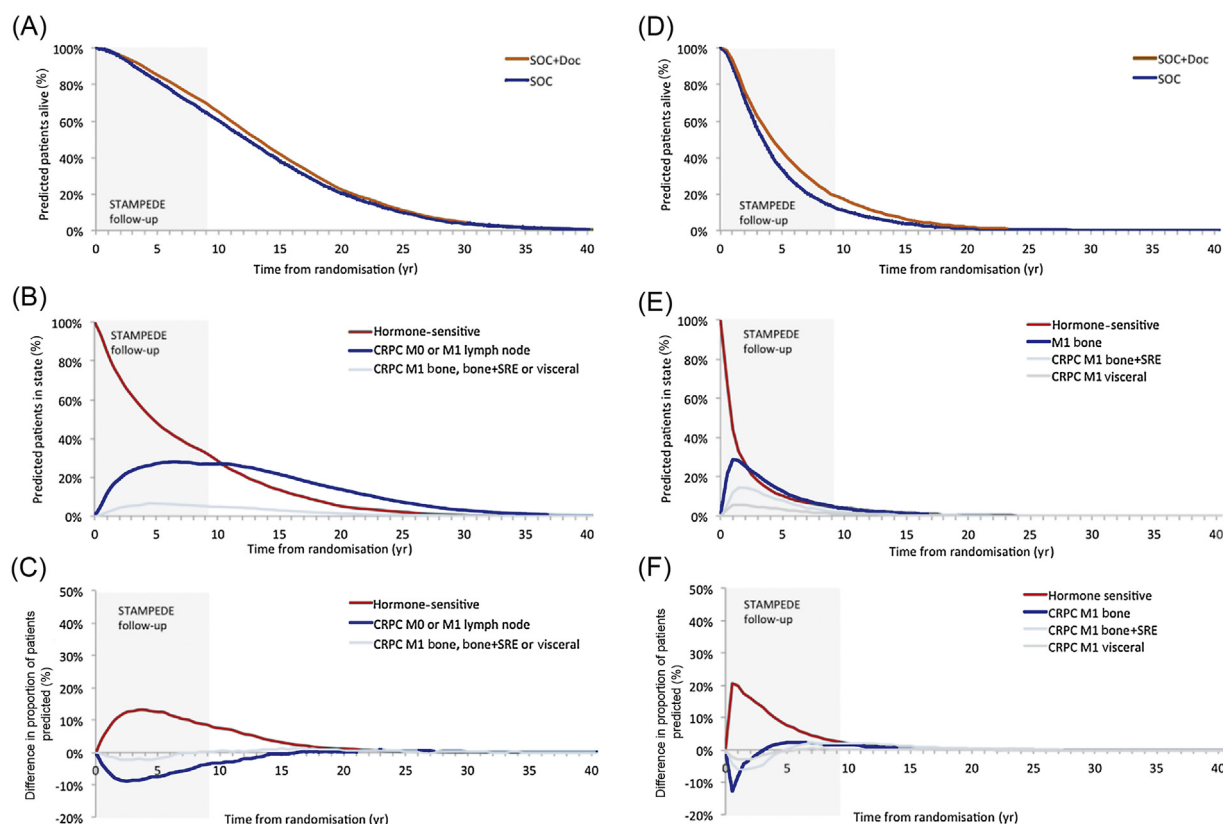 (A)
100%
80%
60%
40%
20%
0%
Predicted patients alive (%)
STAMPEDE
follow-up
SOC+Doc
SOC
0 5 10 15 20 25 30 35 40
Time from randomisation (yr)
(D)
100%
80%
60%
40%
20%
0%
Predicted patients alive (%)
STAMPEDE
follow-up
SOC+Doc
SOC
0 5 10 15 20 25 30 35 40
Time from randomisation (yr)
(B)
100%
80%
60%
40%
20%
0%
Predicted patients in state (%)
STAMPEDE
follow-up
Hormone-sensitive
CRPC M0 or M1 lymph node
CRPC M1 bone, bone+SRE or visceral
0 5 10 15 20 25 30 35 40
Time from randomisation (yr)
(E)
100%
80%
60%
40%
20%
0%
Predicted patients in state (%)
STAMPEDE
follow-up
Hormone-sensitive
M1 bone
CRPC M1 bone+SRE
CRPC M1 visceral
0 5 10 15 20 25 30 35 40
Time from randomisation (yr)
(C)
50%
40%
30%
20%
10%
0%
-10%
-20%
Difference in proportion of patients
predicted (%)
STAMPEDE
follow-up
Hormone-sensitive
CRPC M0 or M1 lymph node
CRPC M1 bone, bone+SRE or visceral
0 5 10 15 20 25 30 35 40
Time from randomisation (yr)
(F)
50%
40%
30%
20%
10%
0%
-10%
-20%
Difference in proportion of patients
predicted (%)
STAMPEDE
follow-up
Hormone sensitive
CRPC M1 bone
CRPC M1 bone+SRE
CRPC M1 visceral
0 5 10 15 20 25 30 35 40
Time from randomisation (yr)